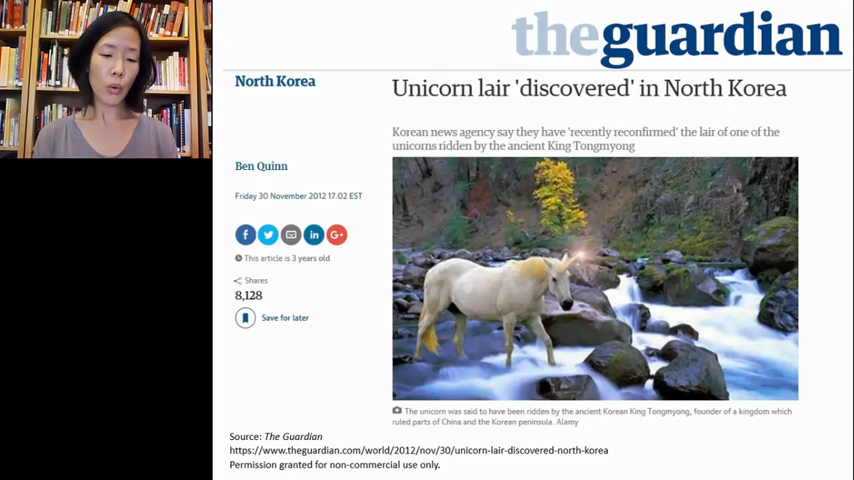 theguardian
North Korea
Unicorn lair 'discovered' in North Korea
Korean news agency say they have 'recently reconfirmed' the lair of one of the
unicorns ridden by the ancient King Tongmyong
Ben Quinn
Friday 30 November 2012 17.02 EST
f in G+
This article is 3 years old
Shares
8,128
Save for later
The unicorn was said to have been ridden by the ancient Korean King Tongmyong, founder of a kingdom which
ruled parts of China and the Korean peninsula. Alamy
Source: The Guardian
https://www.theguardian.com/world/2012/nov/30/unicorn-lair-discovered-north-korea
Permission granted for non-commercial use only.